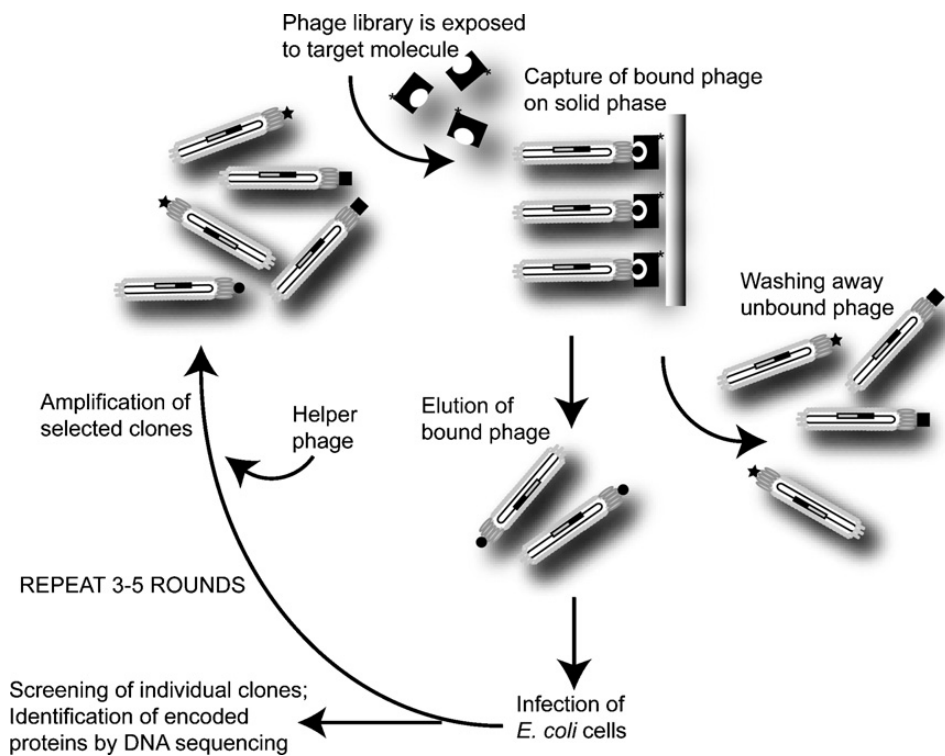 Phage library is exposed
to target molecule
Capture of bound phage
on solid phase
Washing away
unbound phage
Elution of
bound phage
Amplification of
selected clones
Helper
phage
REPEAT 3-5 ROUNDS
Infection of
E. coli cells
Screening of individual clones;
Identification of encoded
proteins by DNA sequencing